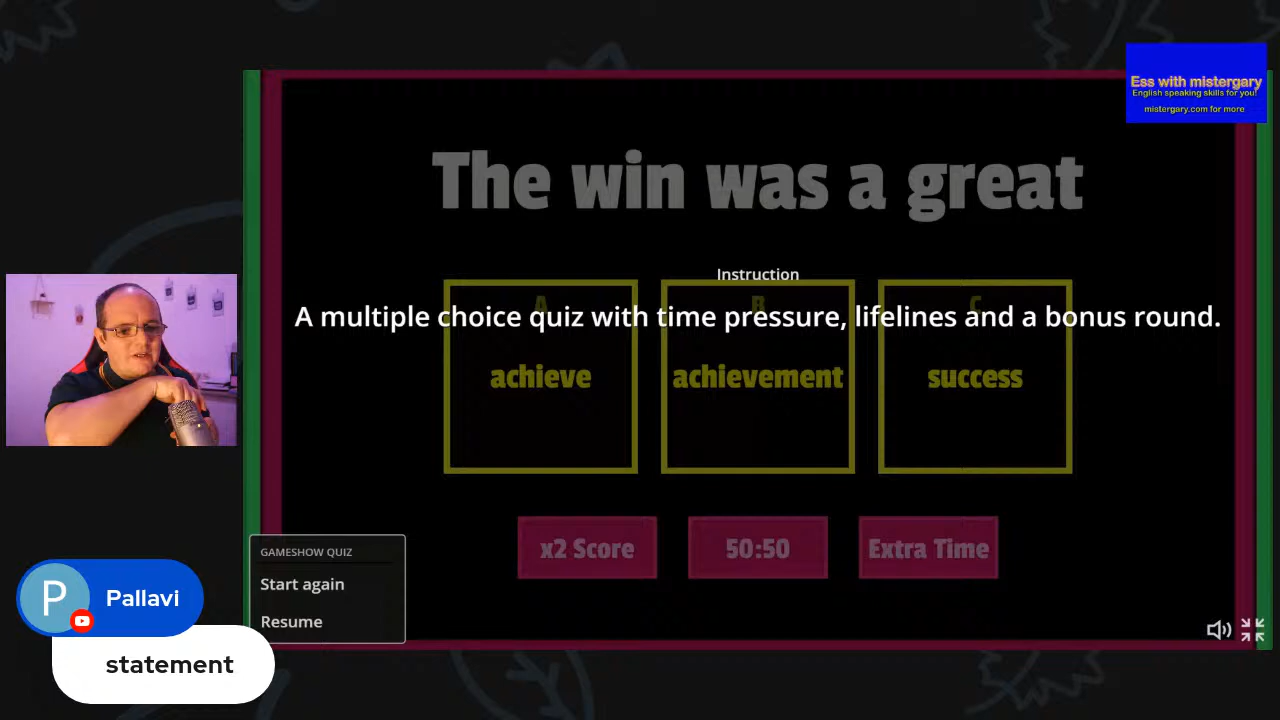 Ess with mistergary
English speaking skills for you!
mistergary.com for more
The win was a great
Instruction
A B C
A multiple choice quiz with time pressure, lifelines and a bonus round.
achieve achievement success
x2 Score 50:50 Extra Time
GAMESHOW QUIZ
Start again
Resume
P Pallavi
statement